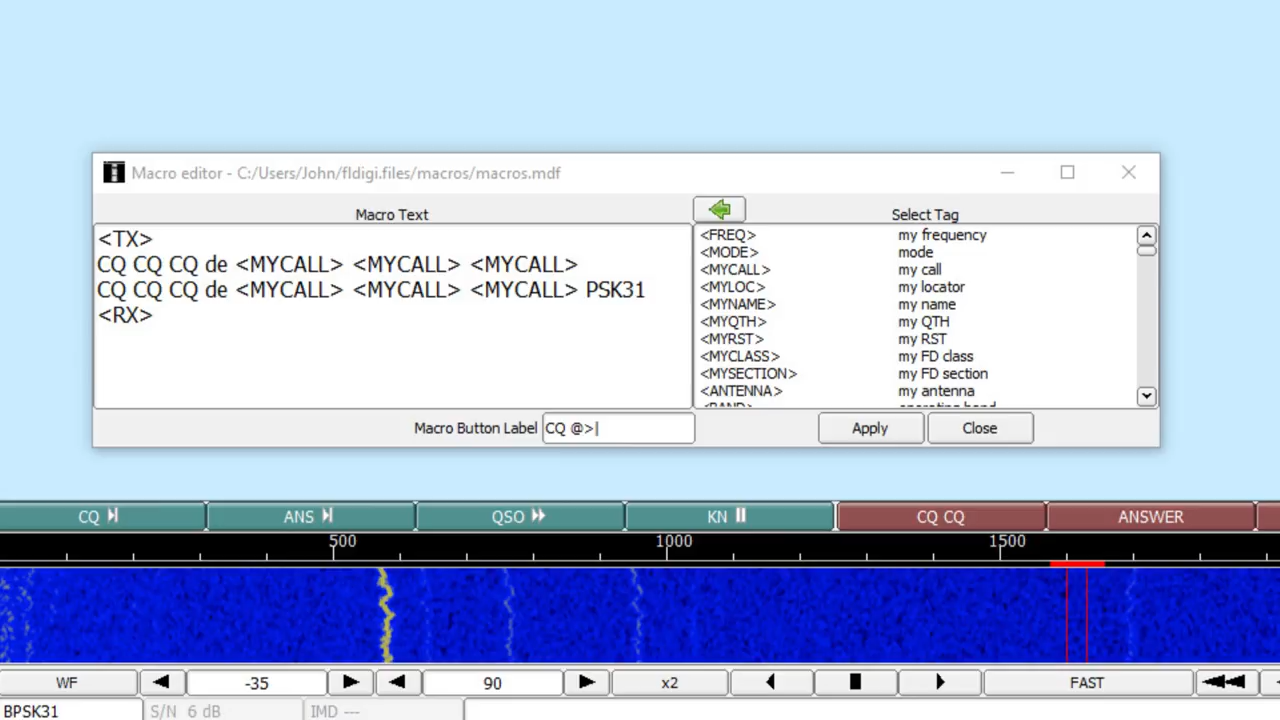 Macro editor - C:/Users/John/fldigi.files/macros/macros.mdf
Macro Text
Select Tag
<TX>
CQ CQ CQ de <MYCALL> <MYCALL> <MYCALL>
CQ CQ CQ de <MYCALL> <MYCALL> <MYCALL> PSK31
<RX>
<FREQ> my frequency
<MODE> mode
<MYCALL> my call
<MYLOC> my locator
<MYNAME> my name
<MYQTH> my QTH
<MYRST> my RST
<MYCLASS> my FD class
<MYSECTION> my FD section
<ANTENNA> my antenna
<BAND> operating band
Macro Button Label CQ @>|
Apply Close
CQ ANS QSO KN CQ CQ ANSWER
500 1000 1500
WF -35 90 x2 FAST
BPSK31 S/N 6 dB IMD ---